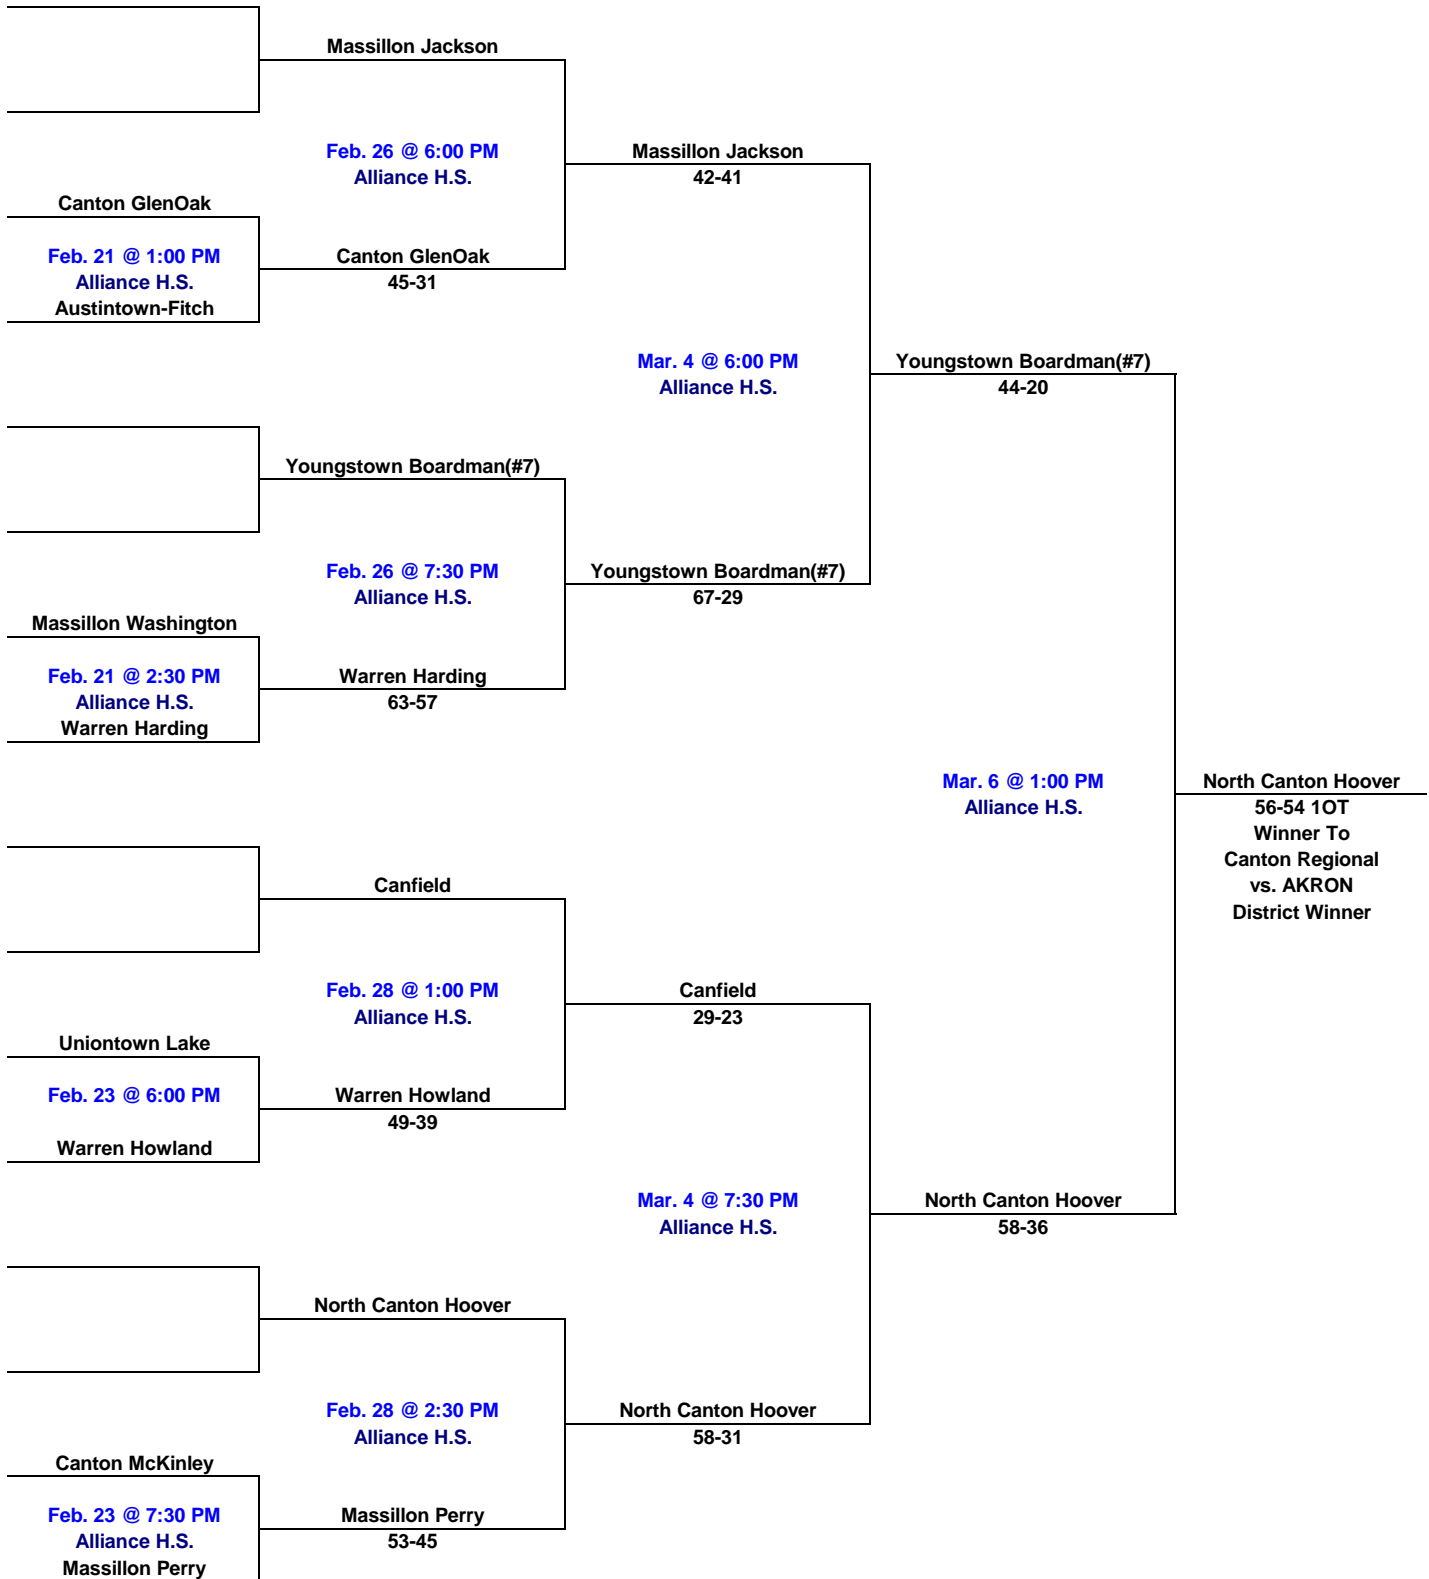 Massillon Jackson
Feb. 26 @ 6:00 PM
Alliance H.S.
Massillon Jackson
42-41
Canton GlenOak
Feb. 21 @ 1:00 PM
Alliance H.S.
Austintown-Fitch
Canton GlenOak
45-31
Mar. 4 @ 6:00 PM
Alliance H.S.
Youngstown Boardman(#7)
44-20
Youngstown Boardman(#7)
Feb. 26 @ 7:30 PM
Alliance H.S.
Youngstown Boardman(#7)
67-29
Massillon Washington
Feb. 21 @ 2:30 PM
Alliance H.S.
Warren Harding
Warren Harding
63-57
Mar. 6 @ 1:00 PM
Alliance H.S.
North Canton Hoover
56-54 1OT
Winner To
Canton Regional
vs. AKRON
District Winner
Canfield
Feb. 28 @ 1:00 PM
Alliance H.S.
Canfield
29-23
Uniontown Lake
Feb. 23 @ 6:00 PM
Warren Howland
Warren Howland
49-39
Mar. 4 @ 7:30 PM
Alliance H.S.
North Canton Hoover
58-36
North Canton Hoover
Feb. 28 @ 2:30 PM
Alliance H.S.
North Canton Hoover
58-31
Canton McKinley
Feb. 23 @ 7:30 PM
Alliance H.S.
Massillon Perry
Massillon Perry
53-45